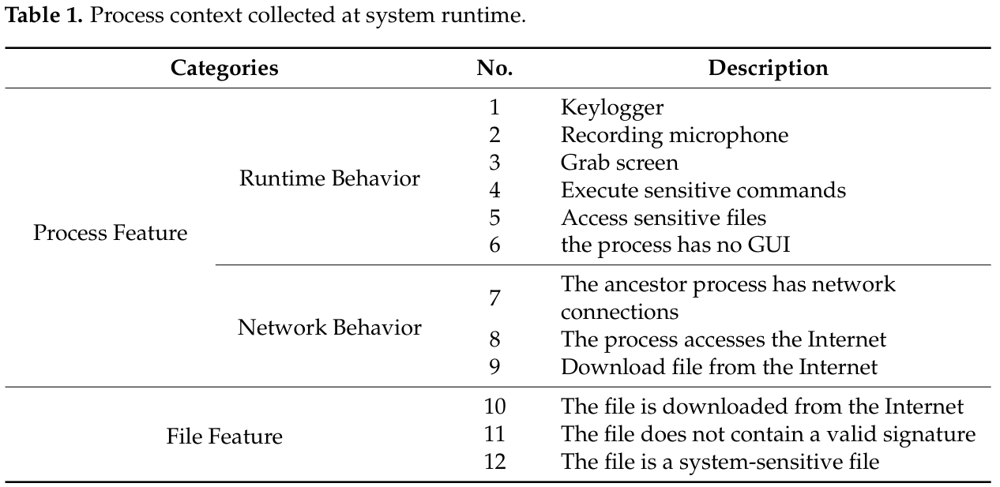 Table 1. Process context collected at system runtime.
Categories No. Description
Process Feature
Runtime Behavior
1 Keylogger
2 Recording microphone
3 Grab screen
4 Execute sensitive commands
5 Access sensitive files
6 the process has no GUI
Network Behavior
7 The ancestor process has network
connections
8 The process accesses the Internet
9 Download file from the Internet
File Feature
10 The file is downloaded from the Internet
11 The file does not contain a valid signature
12 The file is a system-sensitive file